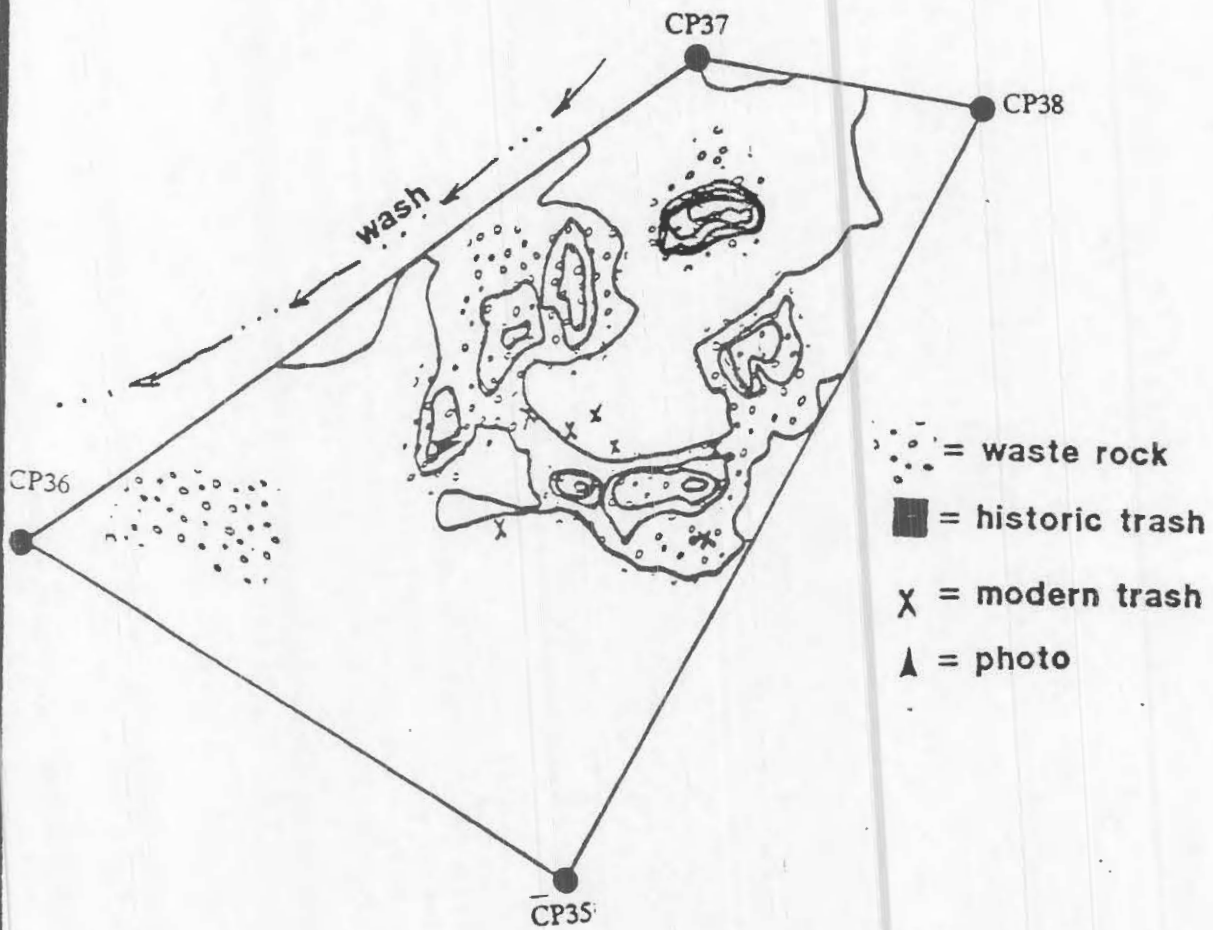 CP37
CP38
wash
CP36
= waste rock
= historic trash
x = modern trash
= photo
CP35